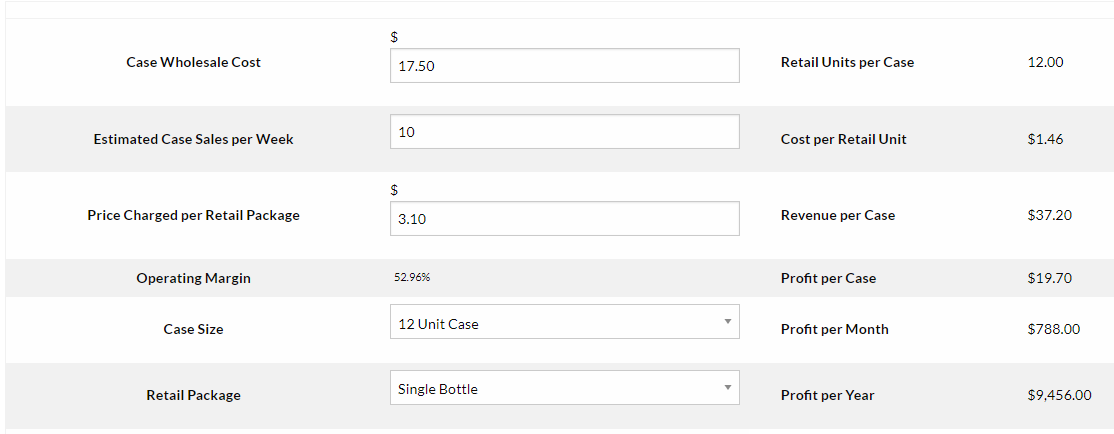 $
Case Wholesale Cost 17.50 Retail Units per Case 12.00
Estimated Case Sales per Week 10 Cost per Retail Unit $1.46
$
Price Charged per Retail Package 3.10 Revenue per Case $37.20
Operating Margin 52.96% Profit per Case $19.70
Case Size 12 Unit Case Profit per Month $788.00
Retail Package Single Bottle Profit per Year $9,456.00